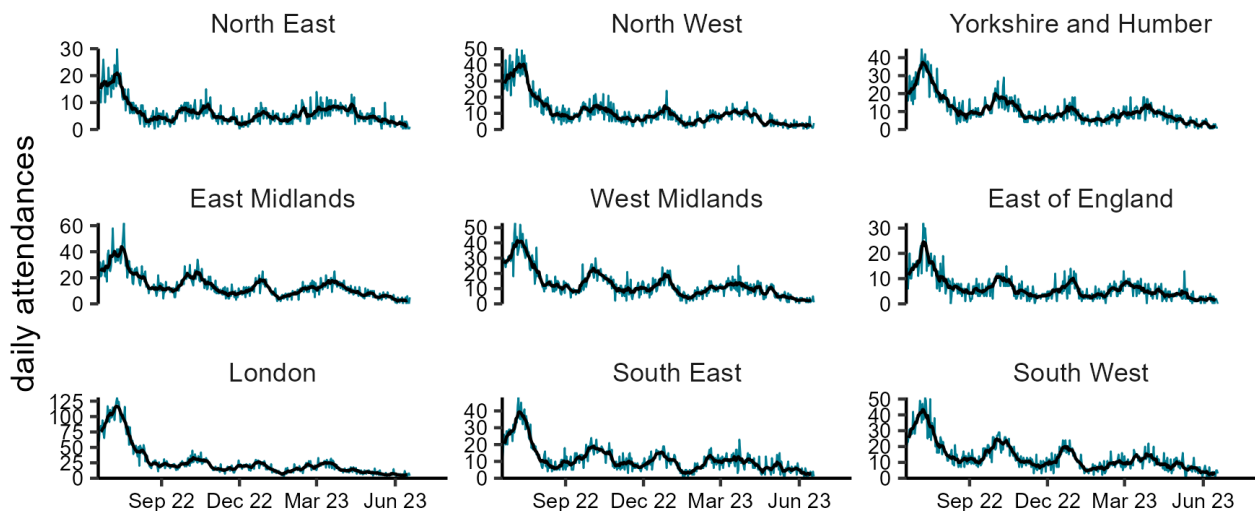 North East North West Yorkshire and Humber
30 20 10 0
50 40 30 20 10 0
40 30 20 10 0
daily attendances
East Midlands West Midlands East of England
60 40 20 0
50 40 30 20 10 0
30 20 10 0
London South East South West
125 100 75 50 25 0
40 30 20 10 0
50 40 30 20 10 0
Sep 22 Dec 22 Mar 23 Jun 23 Sep 22 Dec 22 Mar 23 Jun 23 Sep 22 Dec 22 Mar 23 Jun 23